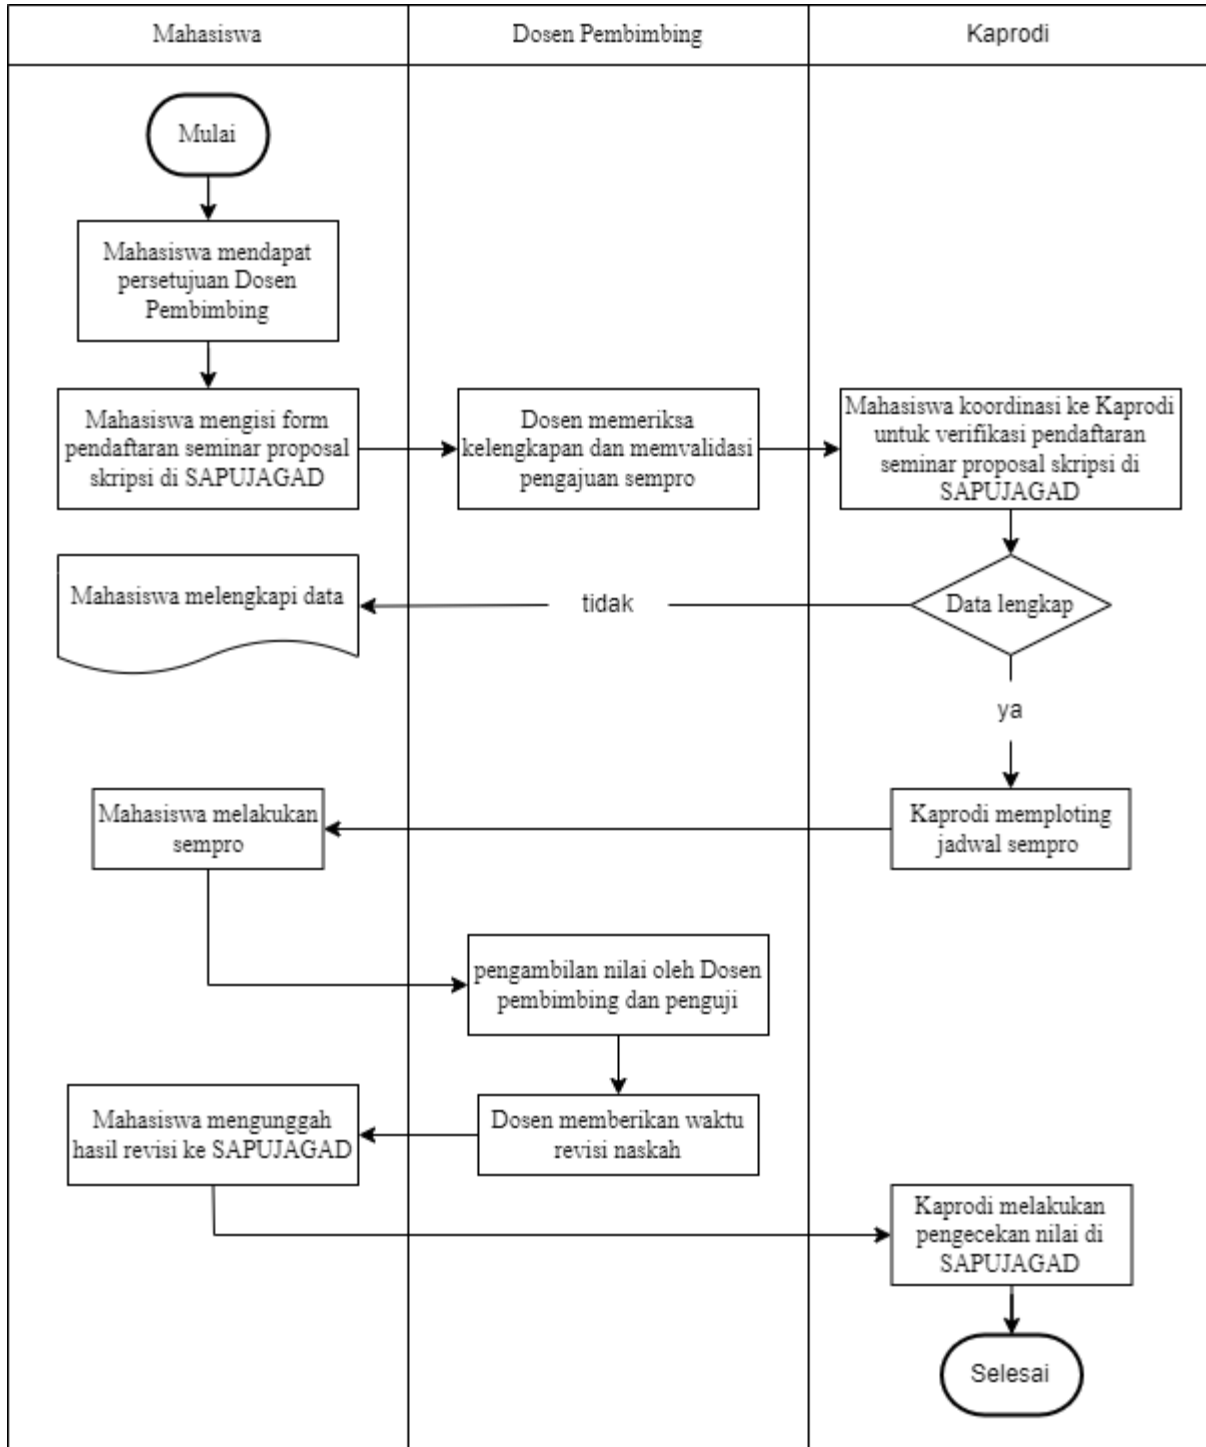 Mahasiswa
Dosen Pembimbing
Kaprodi
Mulai
Mahasiswa mendapat
persetujuan Dosen
Pembimbing
Mahasiswa mengisi form
pendaftaran seminar proposal
skripsi di SAPUJAGAD
Dosen memeriksa
kelengkapan dan memvalidasi
pengajuan sempro
Mahasiswa koordinasi ke Kaprodi
untuk verifikasi pendaftaran
seminar proposal skripsi di
SAPUJAGAD
Mahasiswa melengkapi data
tidak
Data lengkap
ya
Mahasiswa melakukan
sempro
Kaprodi memploting
jadwal sempro
pengambilan nilai oleh Dosen
pembimbing dan penguji
Mahasiswa mengunggah
hasil revisi ke SAPUJAGAD
Dosen memberikan waktu
revisi naskah
Kaprodi melakukan
pengecekan nilai di
SAPUJAGAD
Selesai